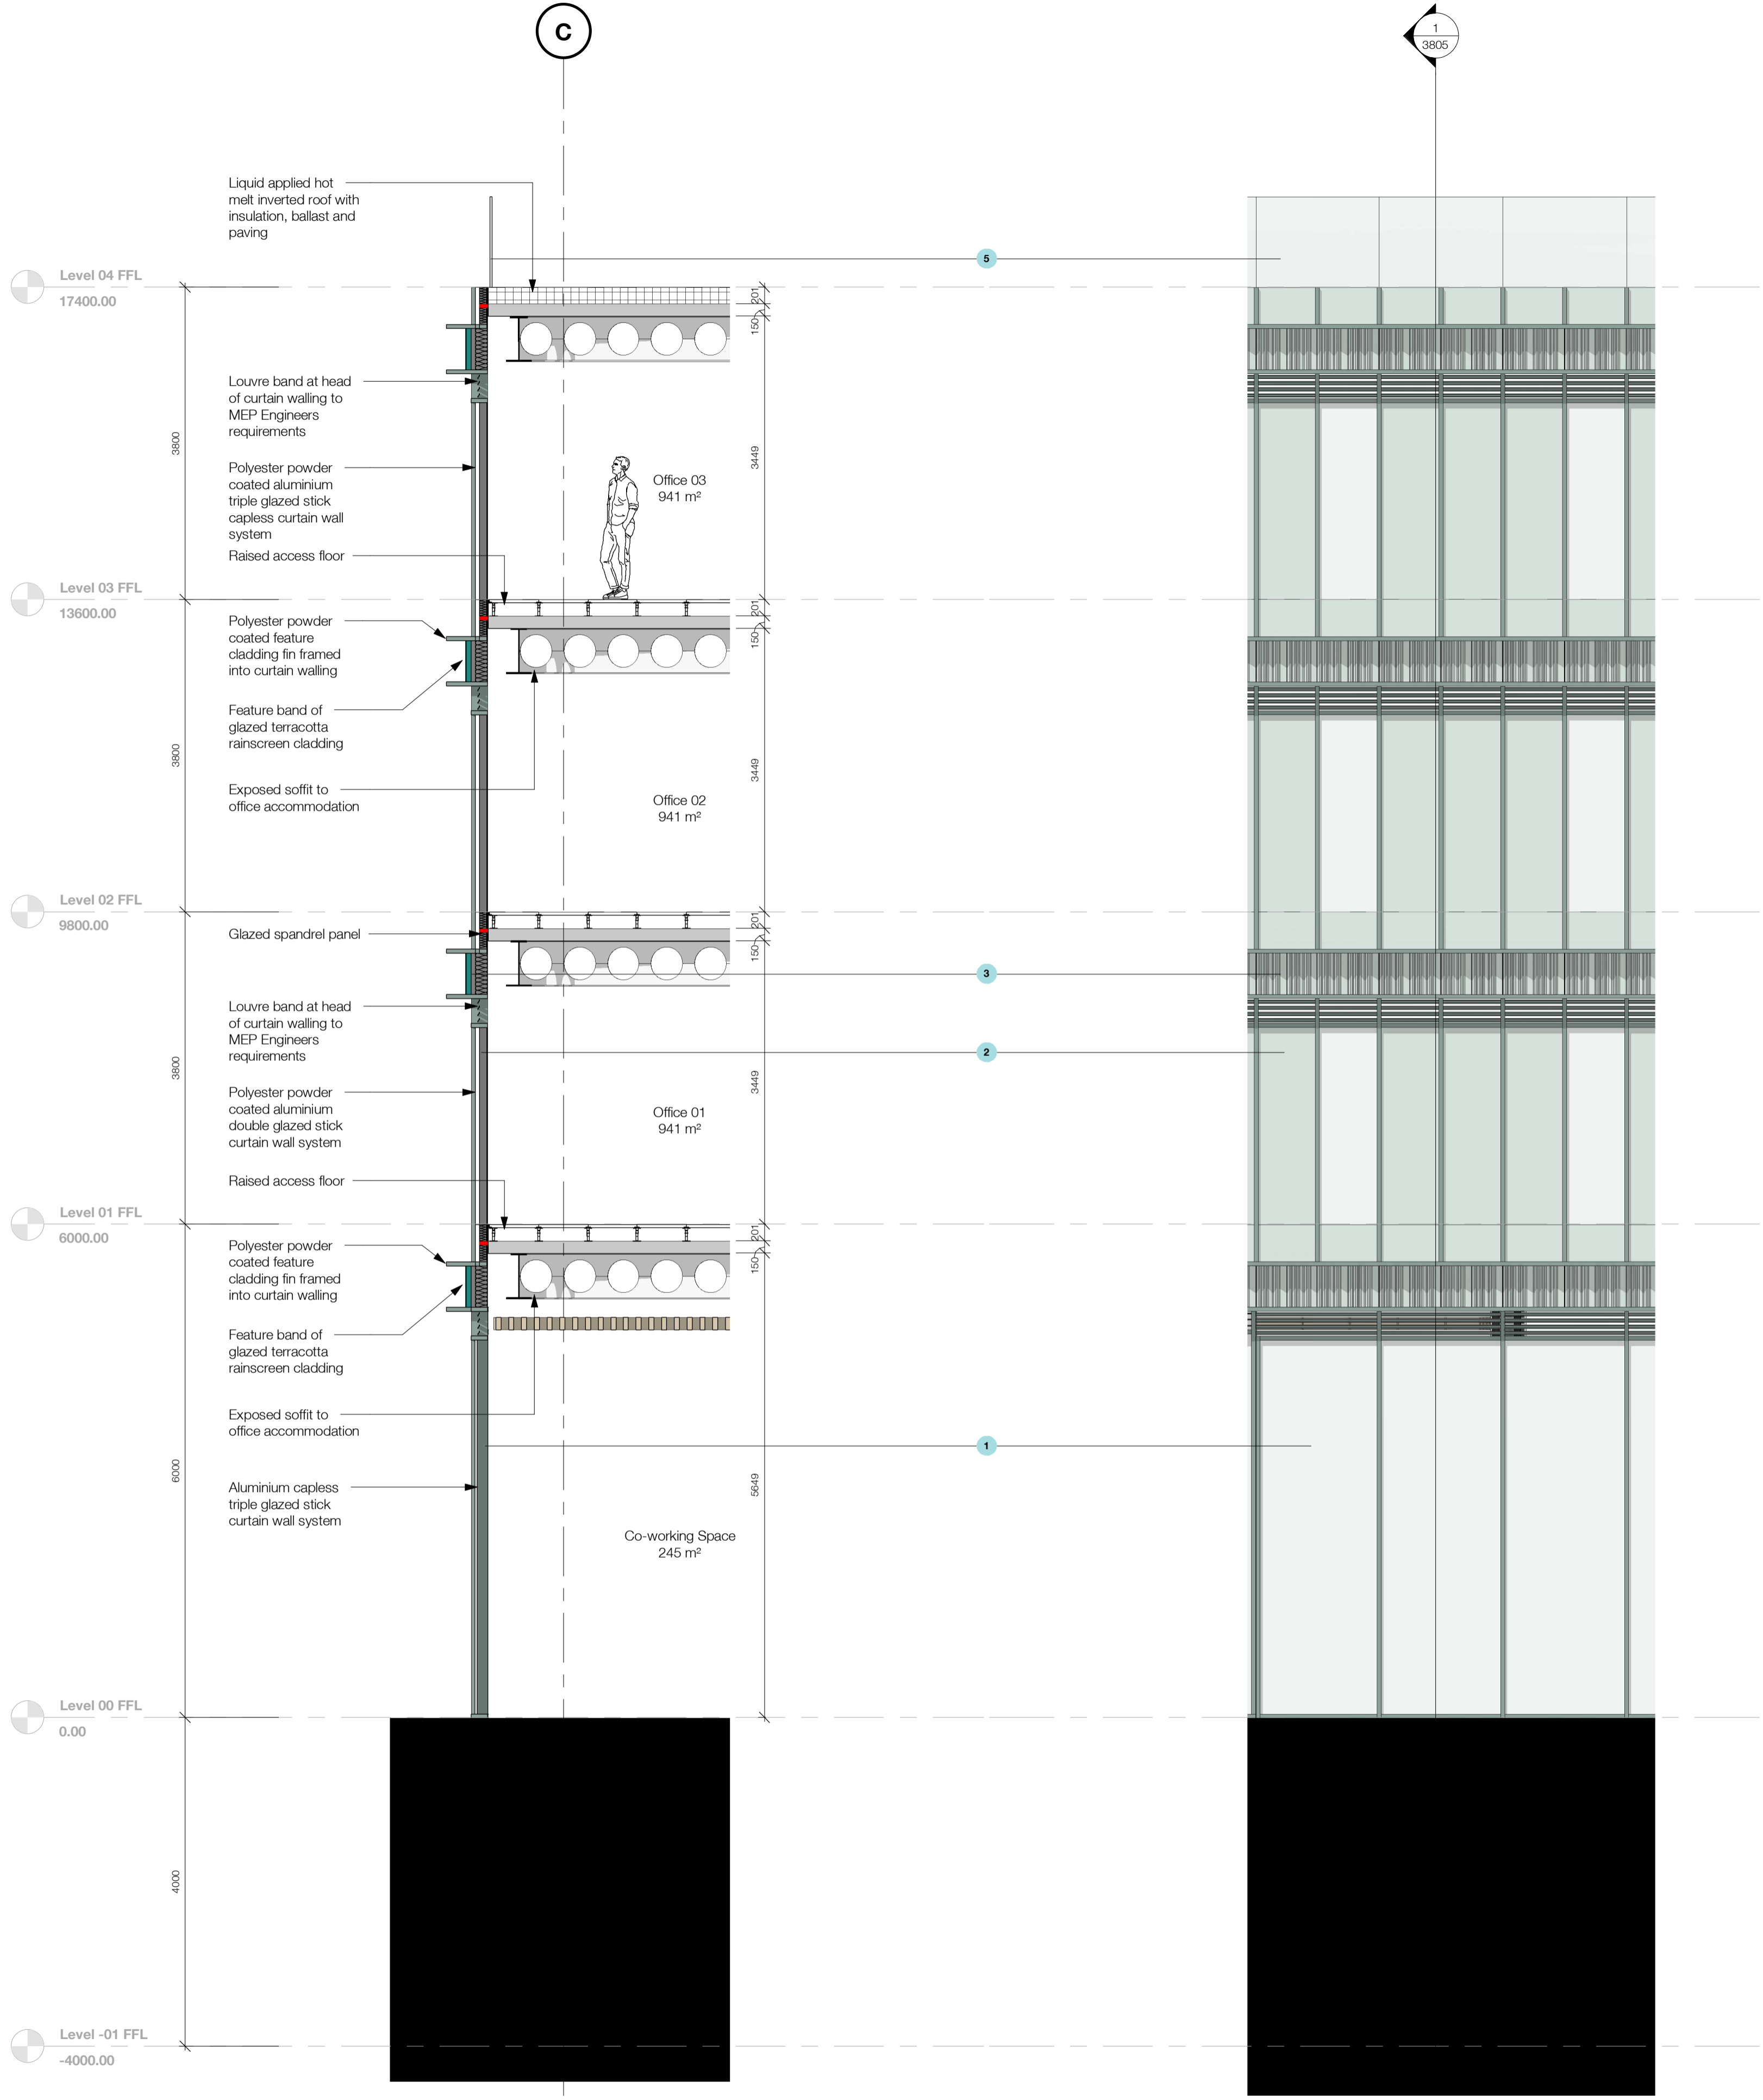 C
1
3805
Liquid applied hot
melt inverted roof with
insulation, ballast and
paving
5
Level 04 FFL
17400.00
201
150
Louvre band at head
of curtain walling to
MEP Engineers
requirements
3800
3449
Polyester powder
coated aluminium
triple glazed stick
capless curtain wall
system
Office 03
941 m²
Raised access floor
Level 03 FFL
13600.00
201
150
Polyester powder
coated feature
cladding fin framed
into curtain walling
Feature band of
glazed terracotta
rainscreen cladding
3800
3449
Exposed soffit to
office accommodation
Office 02
941 m²
Level 02 FFL
9800.00
201
150
Glazed spandrel panel
3
Louvre band at head
of curtain walling to
MEP Engineers
requirements
2
3800
3449
Polyester powder
coated aluminium
double glazed stick
curtain wall system
Office 01
941 m²
Raised access floor
Level 01 FFL
6000.00
201
150
Polyester powder
coated feature
cladding fin framed
into curtain walling
Feature band of
glazed terracotta
rainscreen cladding
Exposed soffit to
office accommodation
1
6000
5649
Aluminium capless
triple glazed stick
curtain wall system
Co-working Space
245 m²
Level 00 FFL
0.00
4000
Level -01 FFL
-4000.00